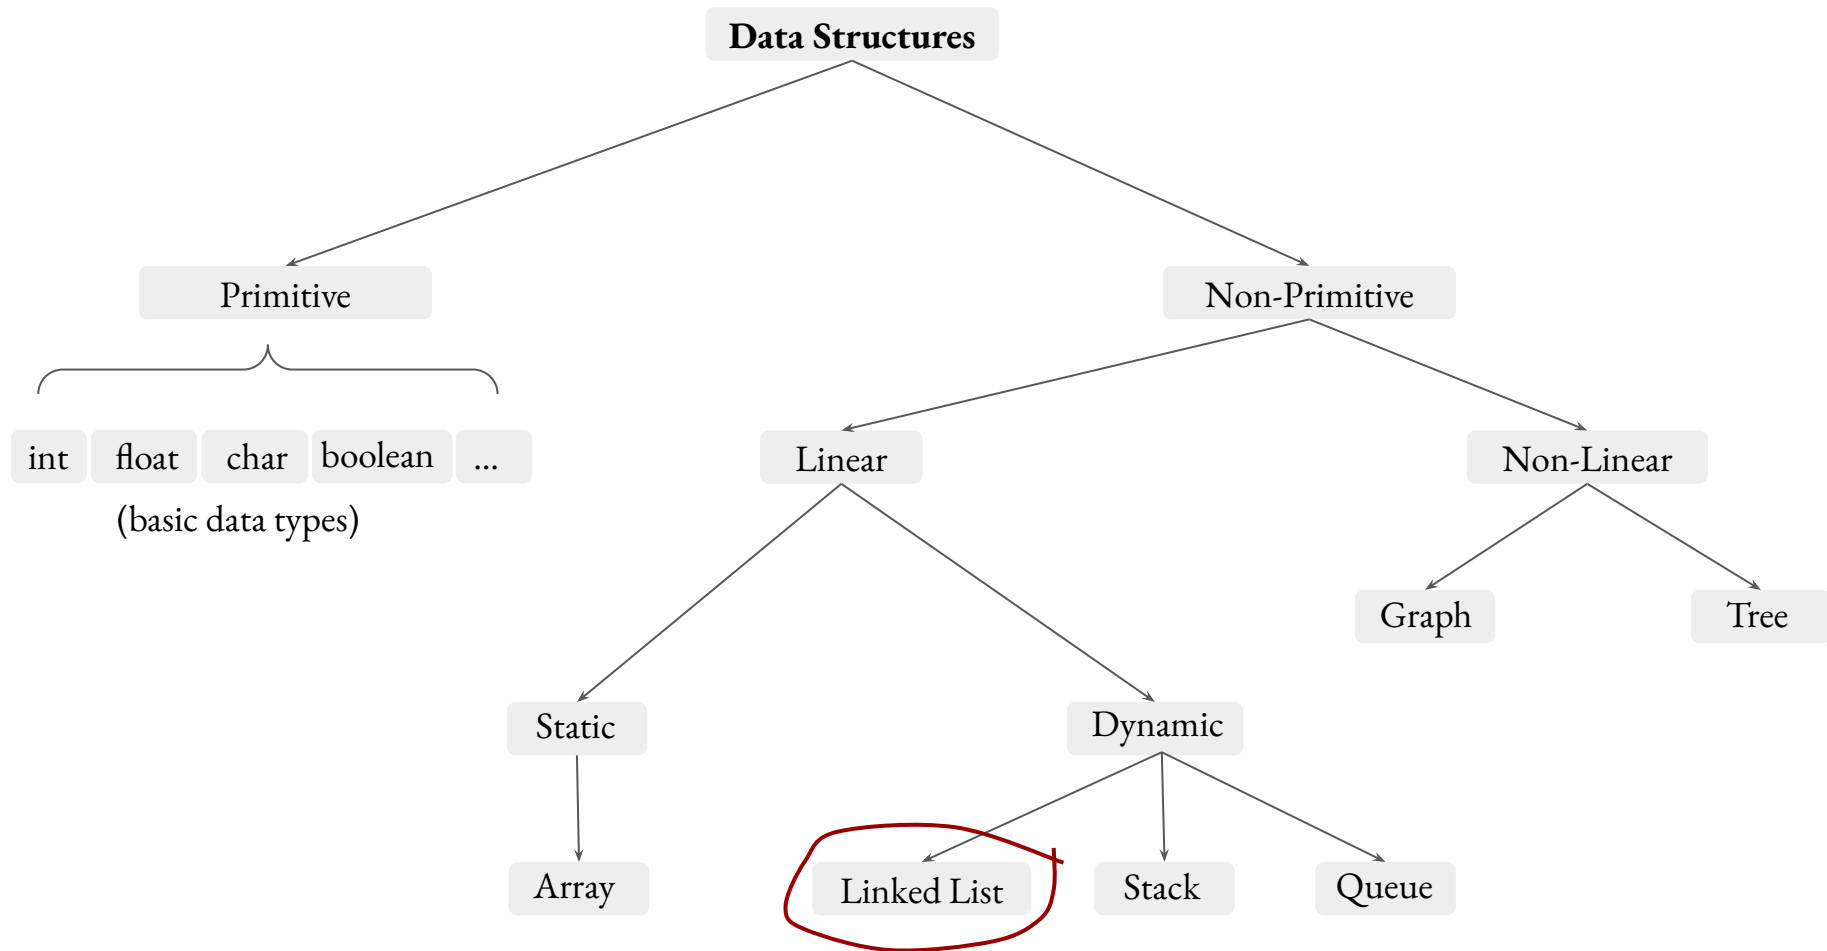 Data Structures
Primitive
Non-Primitive
int
float
char
boolean
...
Linear
Non-Linear
(basic data types)
Graph
Tree
Static
Dynamic
Array
Linked List
Stack
Queue